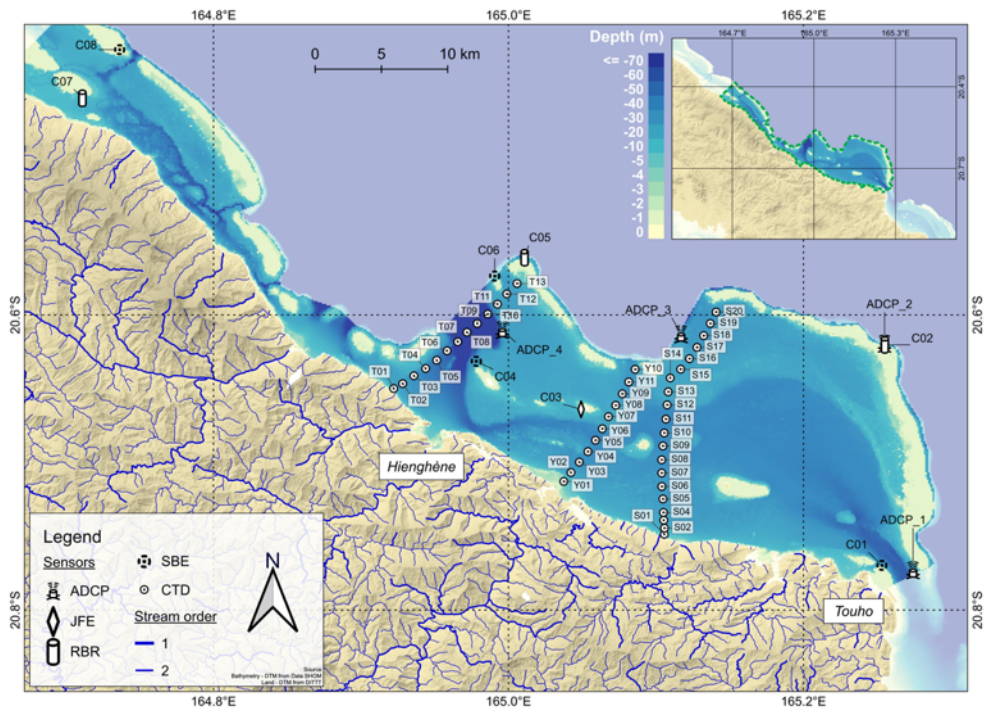 164.8°E
165.0°E
165.2°E
C08
C07
0 5 10 km
Depth (m)
<= -70
-60
-50
-40
-30
-20
-10
-5
-4
-3
-2
-1
0
164.7°E
165.0°E
165.3°E
20.4°S
20.7°S
C06
C05
T13
T12
T11
T09
T07
T08
T06
T04
T05
T03
T01
T02
ADCP_4
C04
C03
20.6°S
20.6°S
ADCP_3
ADCP_2
C02
S20
S19
S18
S17
S16
S14
S15
S13
S12
S11
S10
S09
S08
S07
S06
S05
S04
S01
S02
Y10
Y11
Y09
Y08
Y07
Y06
Y05
Y04
Y02
Y03
Y01
Hienghène
ADCP_1
C01
Touho
20.8°S
20.8°S
Legend
Sensors
ADCP
JFE
RBR
SBE
CTD
Stream order
1
2
N
Source
Bathymetry - DTM from Data SHOM
Land - DTM from DITTT
164.8°E
165.0°E
165.2°E